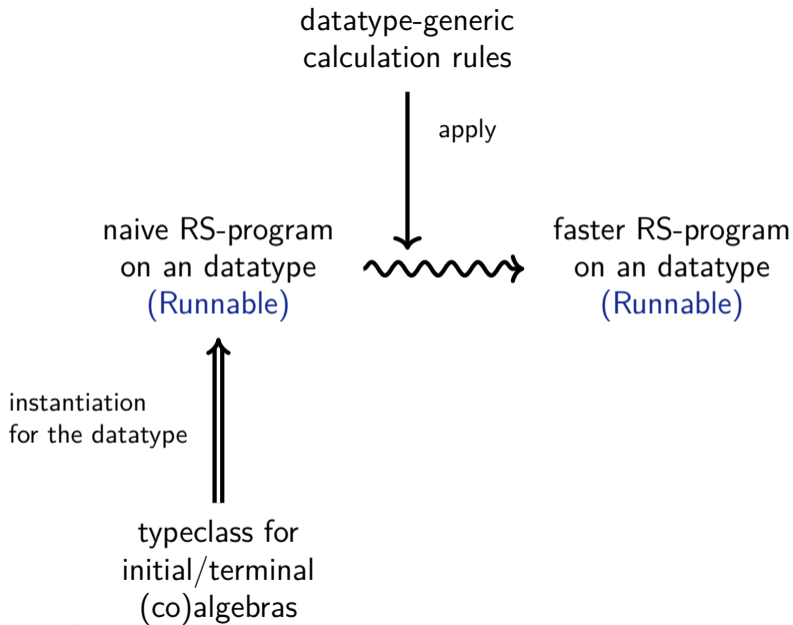 datatype-generic
calculation rules
apply
naive RS-program
on an datatype
(Runnable)
faster RS-program
on an datatype
(Runnable)
instantiation
for the datatype
typeclass for
initial/terminal
(co)algebras